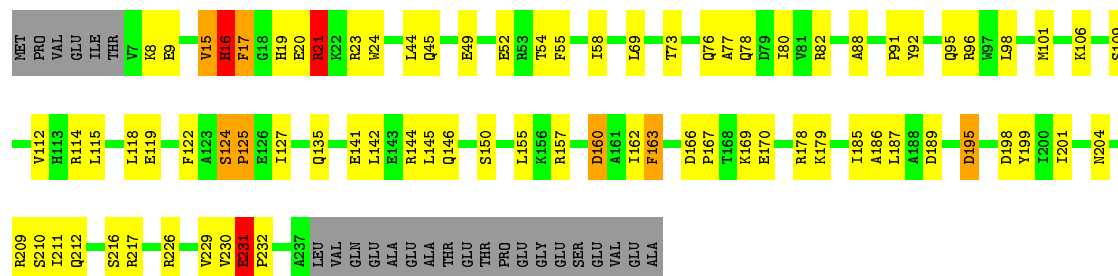 MET PRO VAL GLU ILE THR V7 K8 E9 V15 H16 F17 G18 H19 E20 R21 K22 R23 W24 L44 Q45 E49 E52 R53 T54 F55 I58 L69 T73 Q76 A77 Q78 D79 I80 V81 R82 A88 P91 Y92 Q95 R96 W97 L98 M101 K106 S109
V112 H113 R114 L115 L118 E119 F122 A123 S124 P125 E126 I127 Q135 E141 L142 E143 R144 L145 Q146 S150 L155 K156 R157 D160 A161 I162 F163 D166 P167 T168 K169 E170 R178 K179 I185 A186 L187 A188 D189 D195 D198 Y199 I200 I201 N204
R209 S210 I211 Q212 S216 R217 R226 V229 V230 E231 P232 A237 LEU VAL GLN GLU ALA GLU ALA THR GLU THR PRO GLU GLY GLU SER GLU VAL GLU ALA